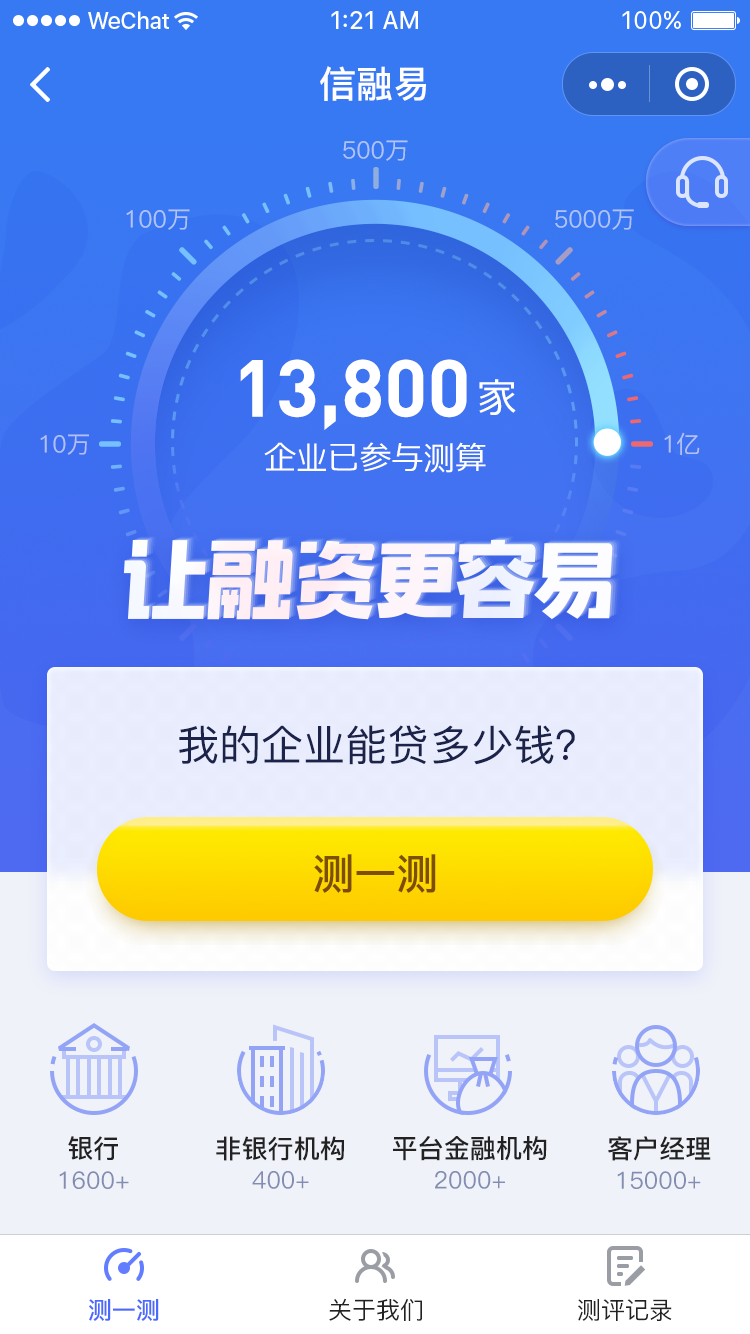 WeChat 1:21 AM 100%
信融易
500万
100万 5000万
13,800家
10万 1亿
企业已参与测算
让融资更容易
我的企业能贷多少钱?
测一测
银行 非银行机构 平台金融机构 客户经理
1600+ 400+ 2000+ 15000+
测一测 关于我们 测评记录